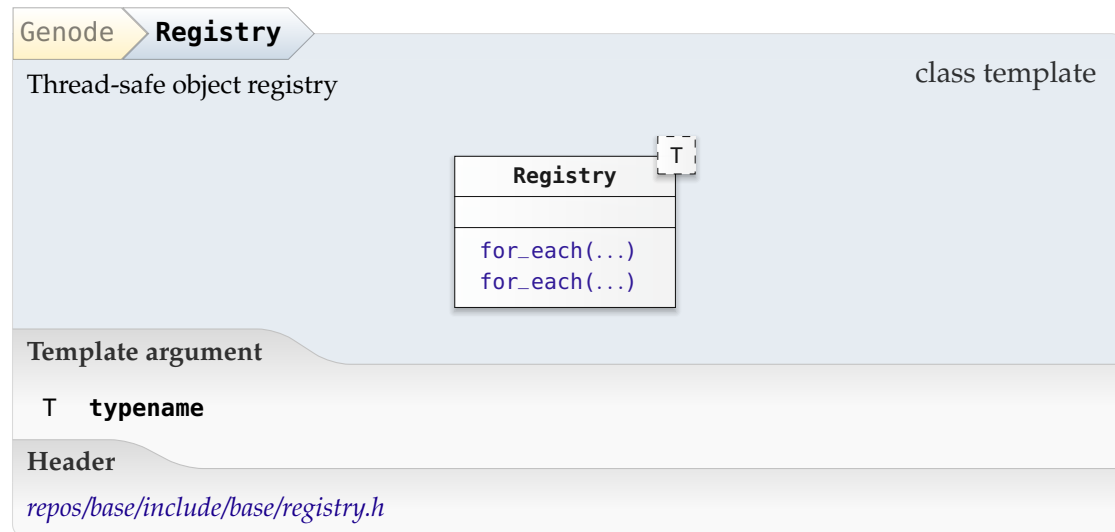 Genode Registry
Thread-safe object registry
class template
T
Registry
for_each(...)
for_each(...)
Template argument
T typename
Header
repos/base/include/base/registry.h